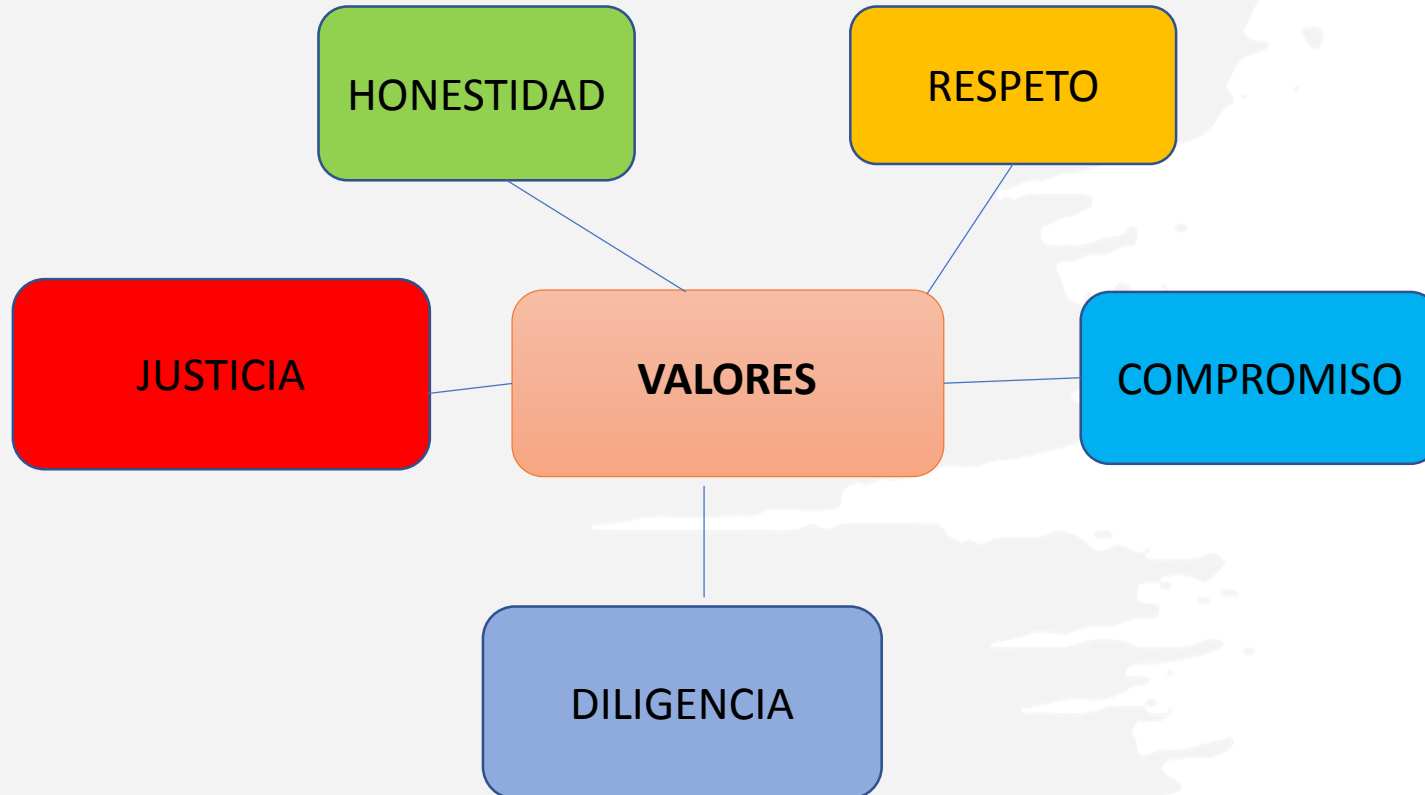 HONESTIDAD
RESPETO
JUSTICIA
VALORES
COMPROMISO
DILIGENCIA